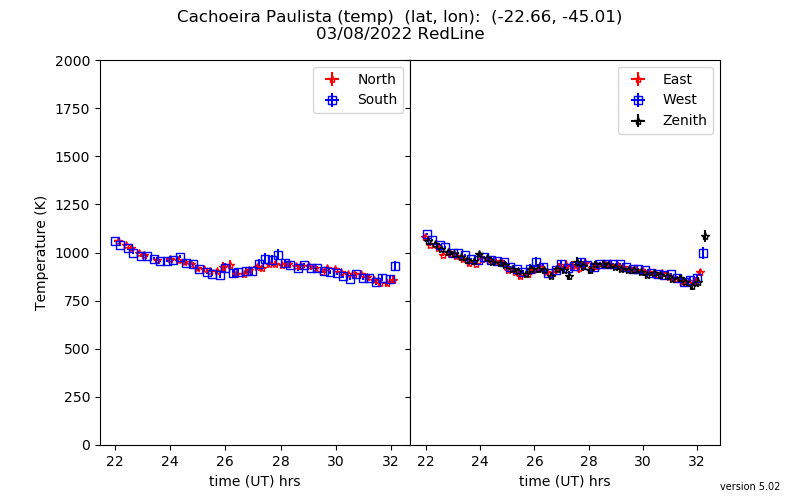 Cachoeira Paulista (temp)  (lat, lon):  (-22.66, -45.01)
03/08/2022 RedLine
North
South
East
West
Zenith
Temperature (K)
2000
1750
1500
1250
1000
750
500
250
0
22 24 26 28 30 32
22 24 26 28 30 32
time (UT) hrs
time (UT) hrs
version 5.02